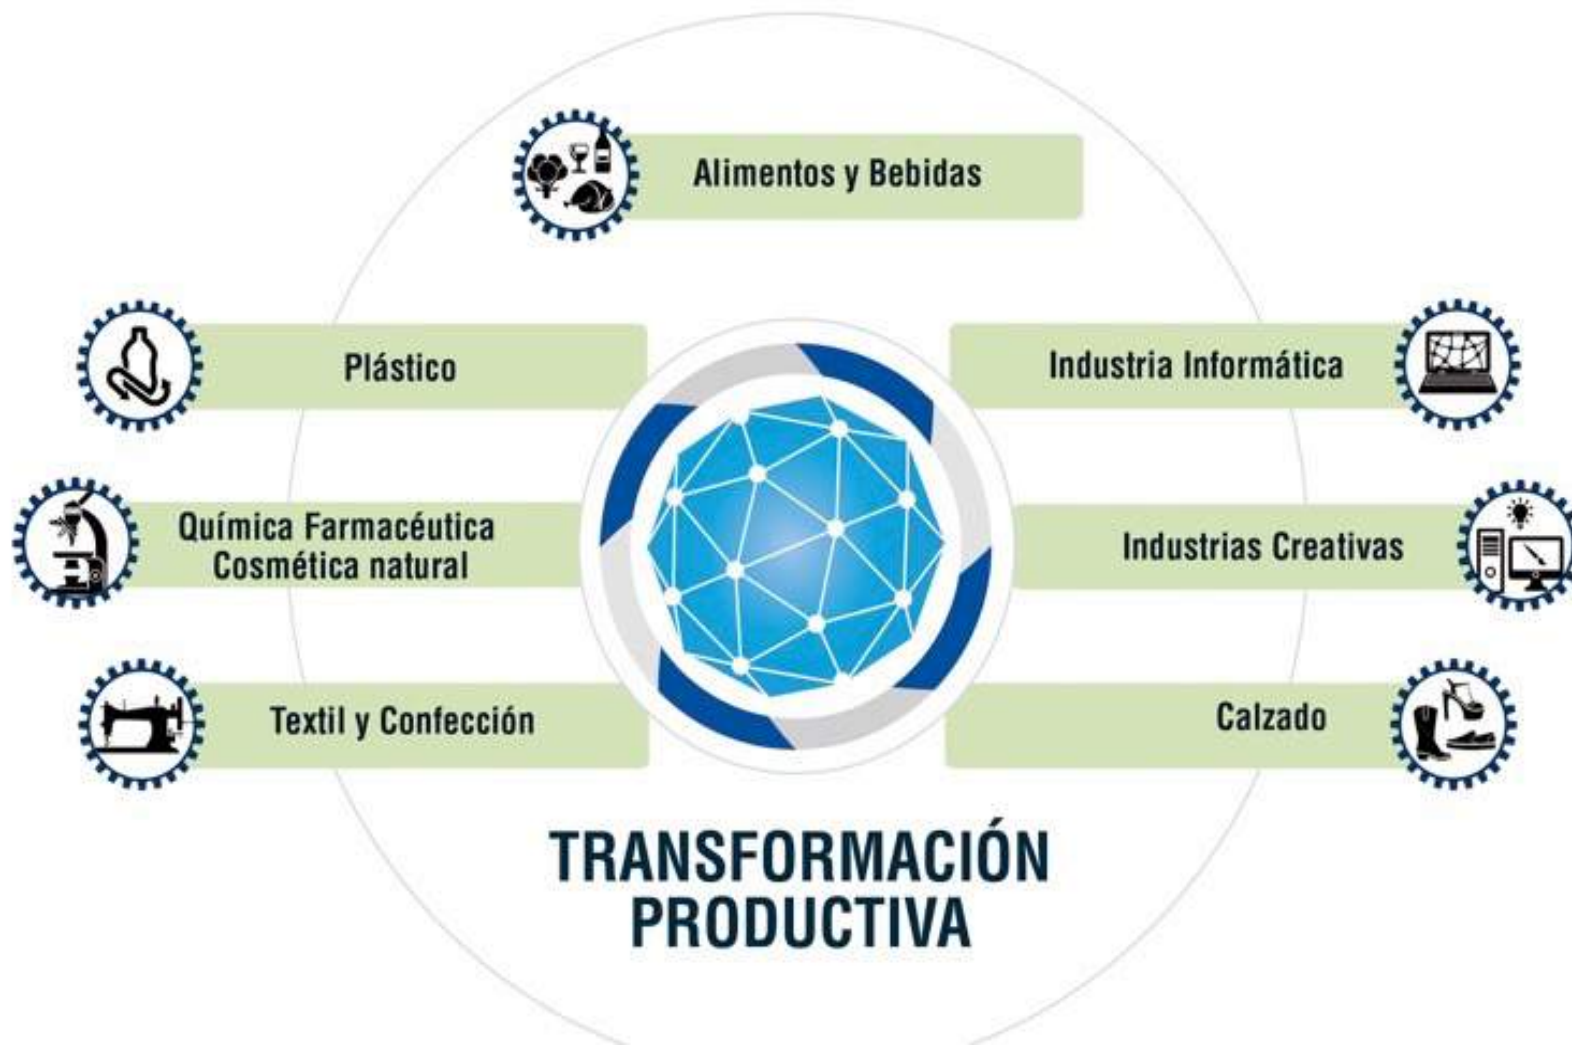 Alimentos y Bebidas
Plástico
Industria Informática
Química Farmacéutica
Cosmética natural
Industrias Creativas
Textil y Confección
Calzado
TRANSFORMACIÓN
PRODUCTIVA